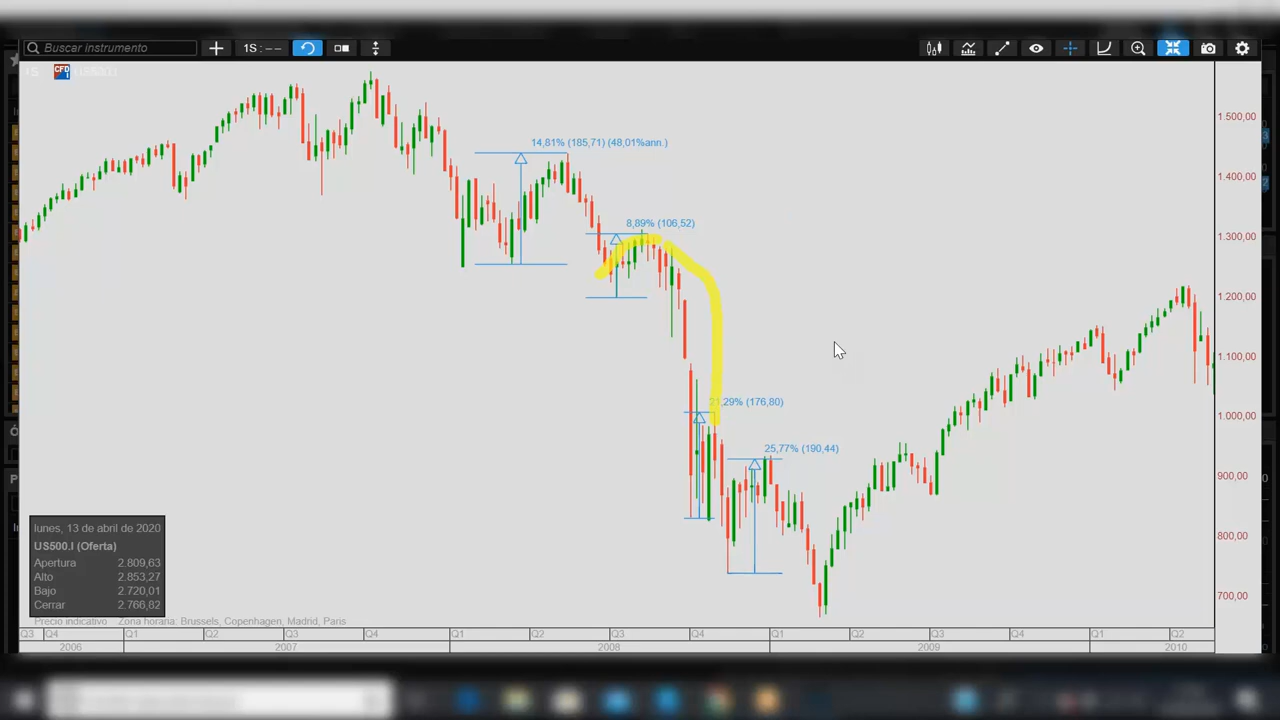 Buscar instrumento
1S : – –
1S
CFD
14,81% (185,71) (48,01%ann.)
8,89% (106,52)
,29% (176,80)
25,77% (190,44)
1.500,00
1.400,00
1.300,00
1.200,00
1.100,00
1.000,00
900,00
800,00
700,00
lunes, 13 de abril de 2020
US500.I (Oferta)
Apertura 2.809,63
Alto 2.853,27
Bajo 2.720,01
Cerrar 2.766,82
Precio indicativo Zona horaria: Brussels, Copenhagen, Madrid, Paris
Q3 Q4 Q1 Q2 Q3 Q4 Q1 Q2 Q3 Q4 Q1 Q2 Q3 Q4 Q1 Q2
2006 2007 2008 2009 2010